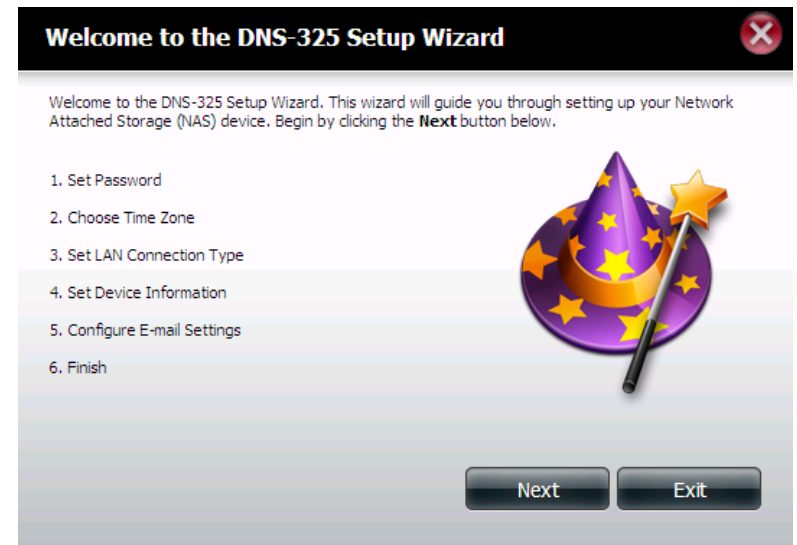 Welcome to the DNS-325 Setup Wizard
Welcome to the DNS-325 Setup Wizard. This wizard will guide you through setting up your Network
Attached Storage (NAS) device. Begin by clicking the Next button below.
1. Set Password
2. Choose Time Zone
3. Set LAN Connection Type
4. Set Device Information
5. Configure E-mail Settings
6. Finish
Next
Exit